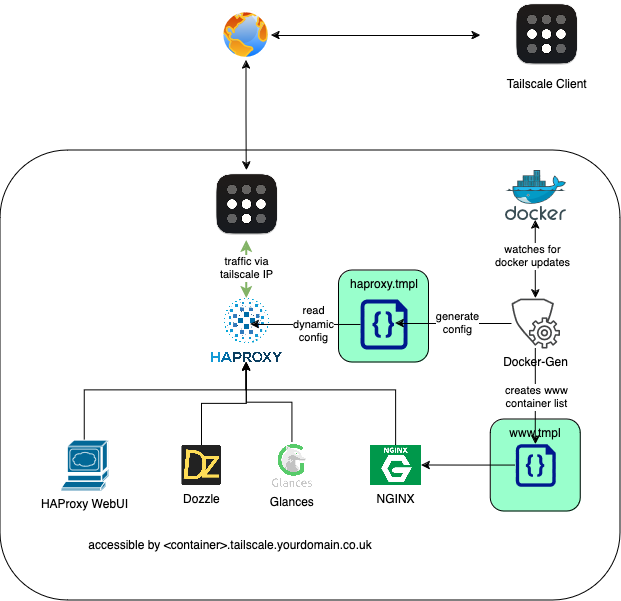 Tailscale Client
docker
traffic via
tailscale IP
watches for
docker updates
haproxy.tmpl
read
dynamic
config
{}
generate
config
HAPROXY
Docker-Gen
creates www
container list
www.tmpl
{}
DZ
NGINX
G
GLANCES
HAProxy WebUI
Dozzle
Glances
NGINX
accessible by <container>.tailscale.yourdomain.co.uk